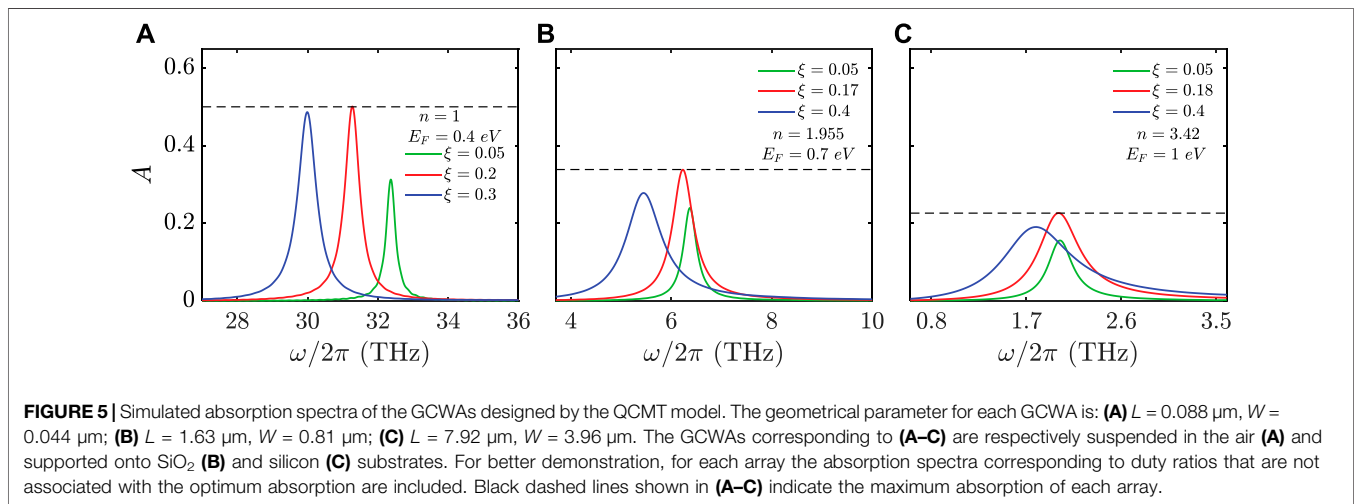 A
B
C
0.6
0.4
0.2
0
A
n = 1
E_F = 0.4 eV
ξ = 0.05
ξ = 0.2
ξ = 0.3
28 30 32 34 36
ω/2π (THz)
ξ = 0.05
ξ = 0.17
ξ = 0.4
n = 1.955
E_F = 0.7 eV
4 6 8 10
ω/2π (THz)
ξ = 0.05
ξ = 0.18
ξ = 0.4
n = 3.42
E_F = 1 eV
0.8 1.7 2.6 3.5
ω/2π (THz)
FIGURE 5 | Simulated absorption spectra of the GCWAs designed by the QCMT model. The geometrical parameter for each GCWA is: (A) L = 0.088 μm, W =
0.044 μm; (B) L = 1.63 μm, W = 0.81 μm; (C) L = 7.92 μm, W = 3.96 μm. The GCWAs corresponding to (A–C) are respectively suspended in the air (A) and
supported onto SiO₂ (B) and silicon (C) substrates. For better demonstration, for each array the absorption spectra corresponding to duty ratios that are not
associated with the optimum absorption are included. Black dashed lines shown in (A–C) indicate the maximum absorption of each array.